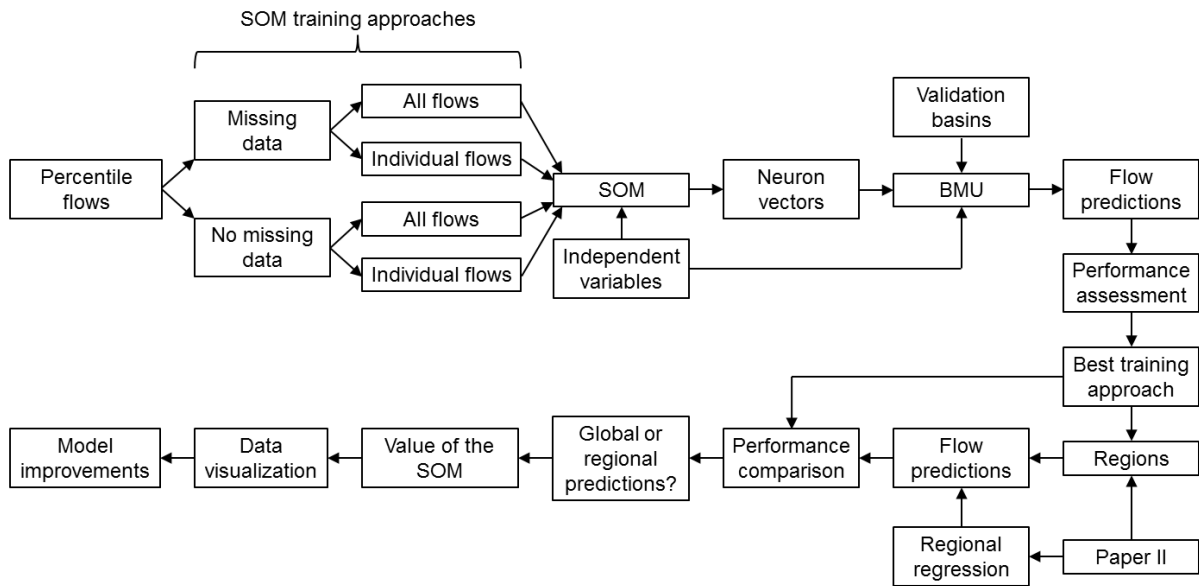 SOM training approaches
Percentile
flows
Missing
data
No missing
data
All flows
Individual flows
All flows
Individual flows
SOM
Independent
variables
Neuron
vectors
Validation
basins
BMU
Flow
predictions
Performance
assessment
Best training
approach
Regions
Paper II
Regional
regression
Flow
predictions
Performance
comparison
Global or
regional
predictions?
Value of the
SOM
Data
visualization
Model
improvements